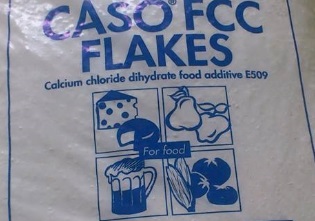 CASO® FCC
FLAKES
Calcium chloride dihydrate food additive E509
For food